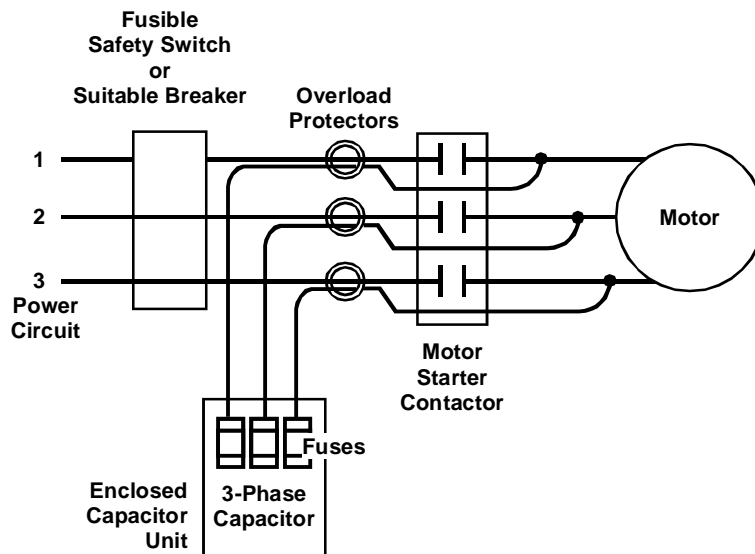 Fusible
Safety Switch
or
Suitable Breaker
Overload
Protectors
1
2
3
Power
Circuit
Motor
Motor
Starter
Contactor
Fuses
Enclosed
Capacitor
Unit
3-Phase
Capacitor